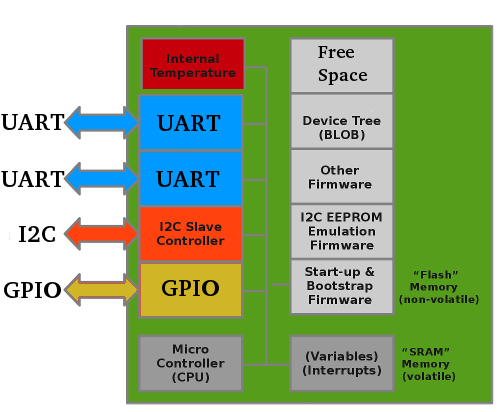 Internal
Temperature
UART
UART
UART
UART
I2C
I2C Slave
Controller
GPIO
GPIO
Micro
Controller
(CPU)
Free
Space
Device Tree
(BLOB)
Other
Firmware
I2C EEPROM
Emulation
Firmware
Start-up &
Bootstrap
Firmware
“Flash”
Memory
(non-volatile)
(Variables)
(Interrupts)
“SRAM”
Memory
(volatile)